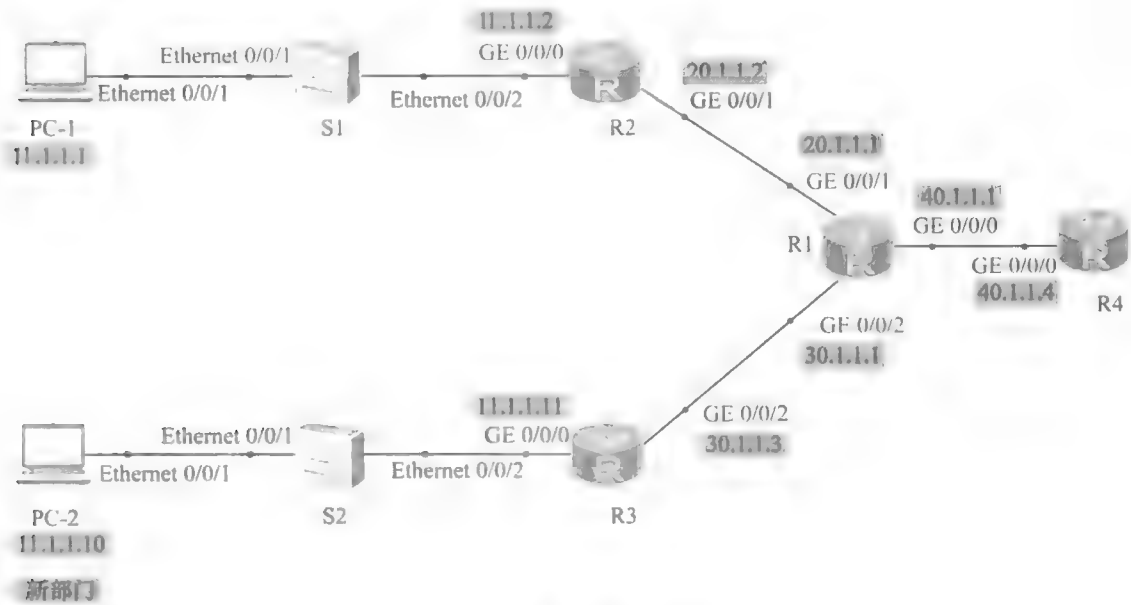 11.1.1.2
Ethernet 0/0/1
GE 0/0/0
Ethernet 0/0/1
Ethernet 0/0/2
20.1.1.2
GE 0/0/1
PC-1
S1
R2
11.1.1.1
20.1.1.1
GE 0/0/1
40.1.1.1
GE 0/0/0
R1
GE 0/0/0
40.1.1.4
R4
GE 0/0/2
30.1.1.1
11.1.1.11
GE 0/0/2
Ethernet 0/0/1
GE 0/0/0
30.1.1.3
Ethernet 0/0/1
Ethernet 0/0/2
PC-2
S2
R3
11.1.1.10
新部门